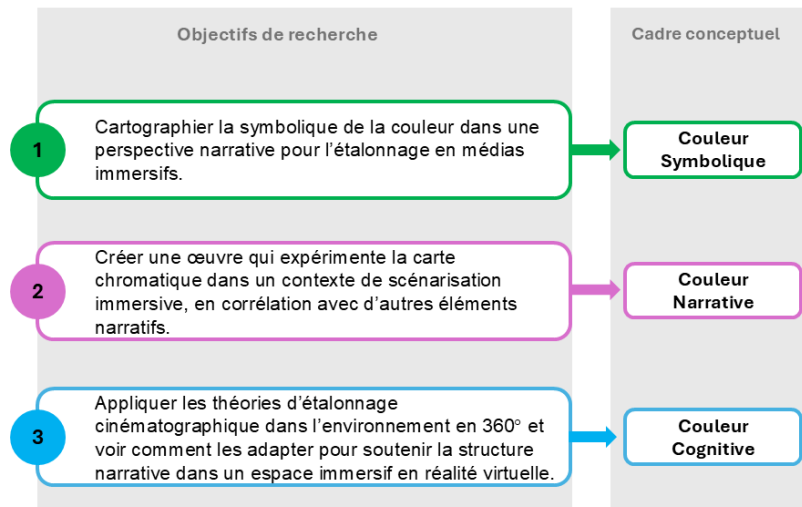 Objectifs de recherche
Cadre conceptuel
1
Cartographier la symbolique de la couleur dans une
perspective narrative pour l’étalonnage en médias
immersifs.
Couleur
Symbolique
2
Créer une œuvre qui expérimente la carte
chromatique dans un contexte de scénarisation
immersive, en corrélation avec d’autres éléments
narratifs.
Couleur
Narrative
3
Appliquer les théories d’étalonnage
cinématographique dans l’environnement en 360° et
voir comment les adapter pour soutenir la structure
narrative dans un espace immersif en réalité virtuelle.
Couleur
Cognitive